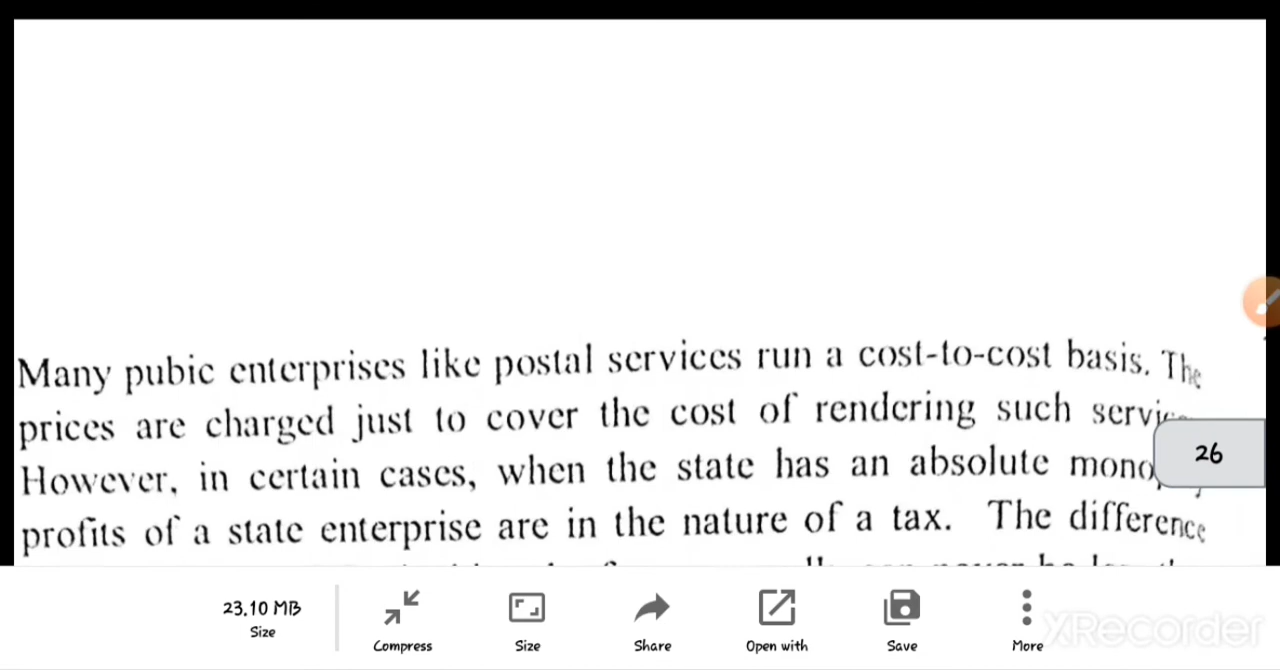 Many pubic enterprises like postal services run a cost-to-cost basis. The
prices are charged just to cover the cost of rendering such
However, in certain cases, when the state has an absolute
26
profits of a state enterprise are in the nature of a tax. The difference
23.10 MB
Size
Compress
Size
Share
Open with
Save
More
XRecorder